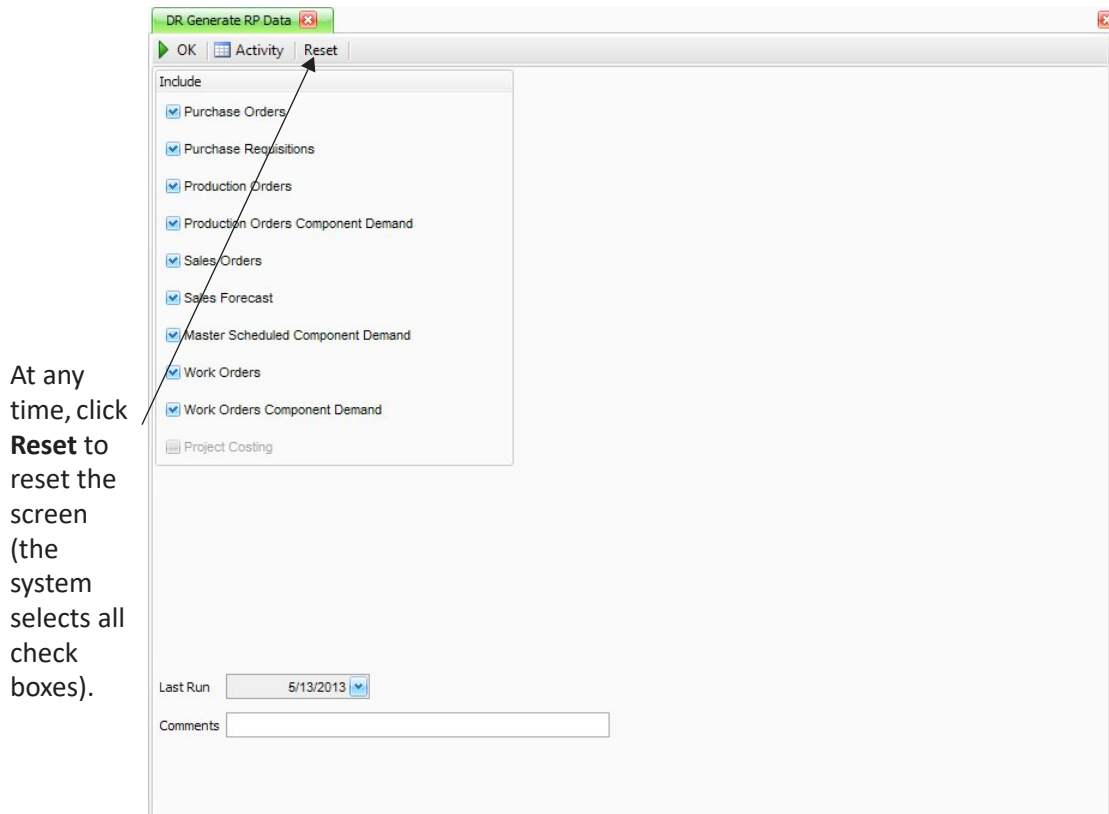 DR Generate RP Data
OK Activity Reset
Include
Purchase Orders
Purchase Requisitions
Production Orders
Production Orders Component Demand
Sales Orders
Sales Forecast
Master Scheduled Component Demand
Work Orders
Work Orders Component Demand
Project Costing
At any
time, click
Reset to
reset the
screen
(the
system
selects all
check
boxes).
Last Run 5/13/2013
Comments